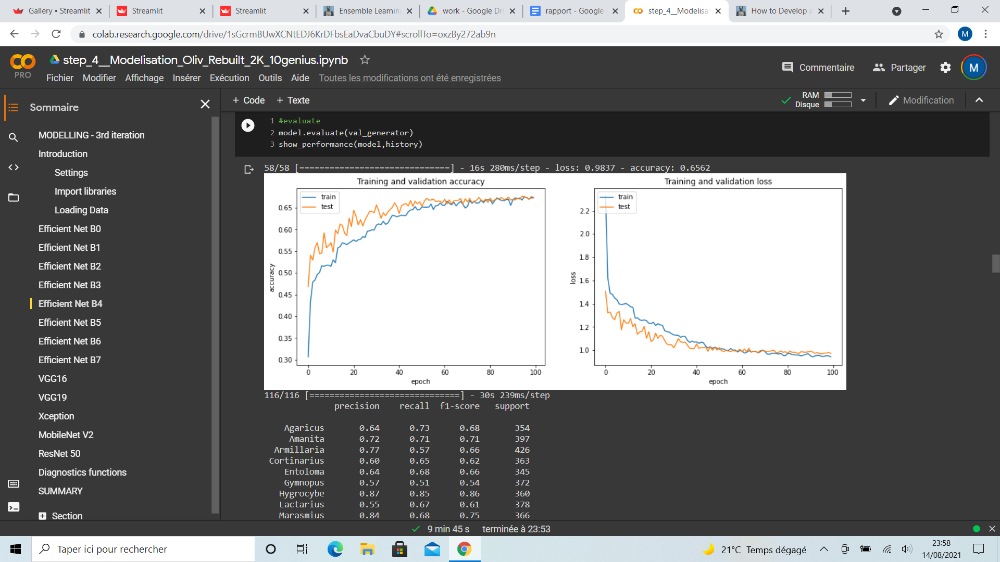 Gallery • Streamlit
Streamlit
Streamlit
Ensemble Learnin
work - Google Dri
rapport - Google
step_4__Modelisa
How to Develop a
colab.research.google.com/drive/1sGcrmBUwXCNtEDJ6KrDFbsEaDvaCbuDY#scrollTo=oxzBy272ab9n
M
PRO
step_4__Modelisation_Oliv_Rebuilt_2K_10genius.ipynb
Commentaire
Partager
M
Fichier Modifier Affichage Insérer Exécution Outils Aide Toutes les modifications ont été enregistrées
Sommaire
+ Code + Texte
RAM
Disque
Modification
MODELLING - 3rd iteration
Introduction
Settings
Import libraries
Loading Data
Efficient Net B0
Efficient Net B1
Efficient Net B2
Efficient Net B3
Efficient Net B4
Efficient Net B5
Efficient Net B6
Efficient Net B7
VGG16
VGG19
Xception
MobileNet V2
ResNet 50
Diagnostics functions
SUMMARY
Section
1 #evaluate
2 model.evaluate(val_generator)
3 show_performance(model,history)
58/58 [==============================] - 16s 280ms/step - loss: 0.9837 - accuracy: 0.6562
Training and validation accuracy
train
test
0.65
0.60
0.55
0.50
0.45
0.40
0.35
0.30
accuracy
0 20 40 60 80 100
epoch
Training and validation loss
train
test
2.2
2.0
1.8
1.6
1.4
1.2
1.0
loss
0 20 40 60 80 100
epoch
116/116 [==============================] - 30s 239ms/step
precision recall f1-score support
Agaricus 0.64 0.73 0.68 354
Amanita 0.72 0.71 0.71 397
Armillaria 0.77 0.57 0.66 426
Cortinarius 0.60 0.65 0.62 363
Entoloma 0.64 0.68 0.66 345
Gymnopus 0.57 0.51 0.54 372
Hygrocybe 0.87 0.85 0.86 360
Lactarius 0.55 0.67 0.61 378
Marasmius 0.84 0.68 0.75 366
9 min 45 s terminée à 23:53
Taper ici pour rechercher
21°C Temps dégagé
23:58
14/08/2021